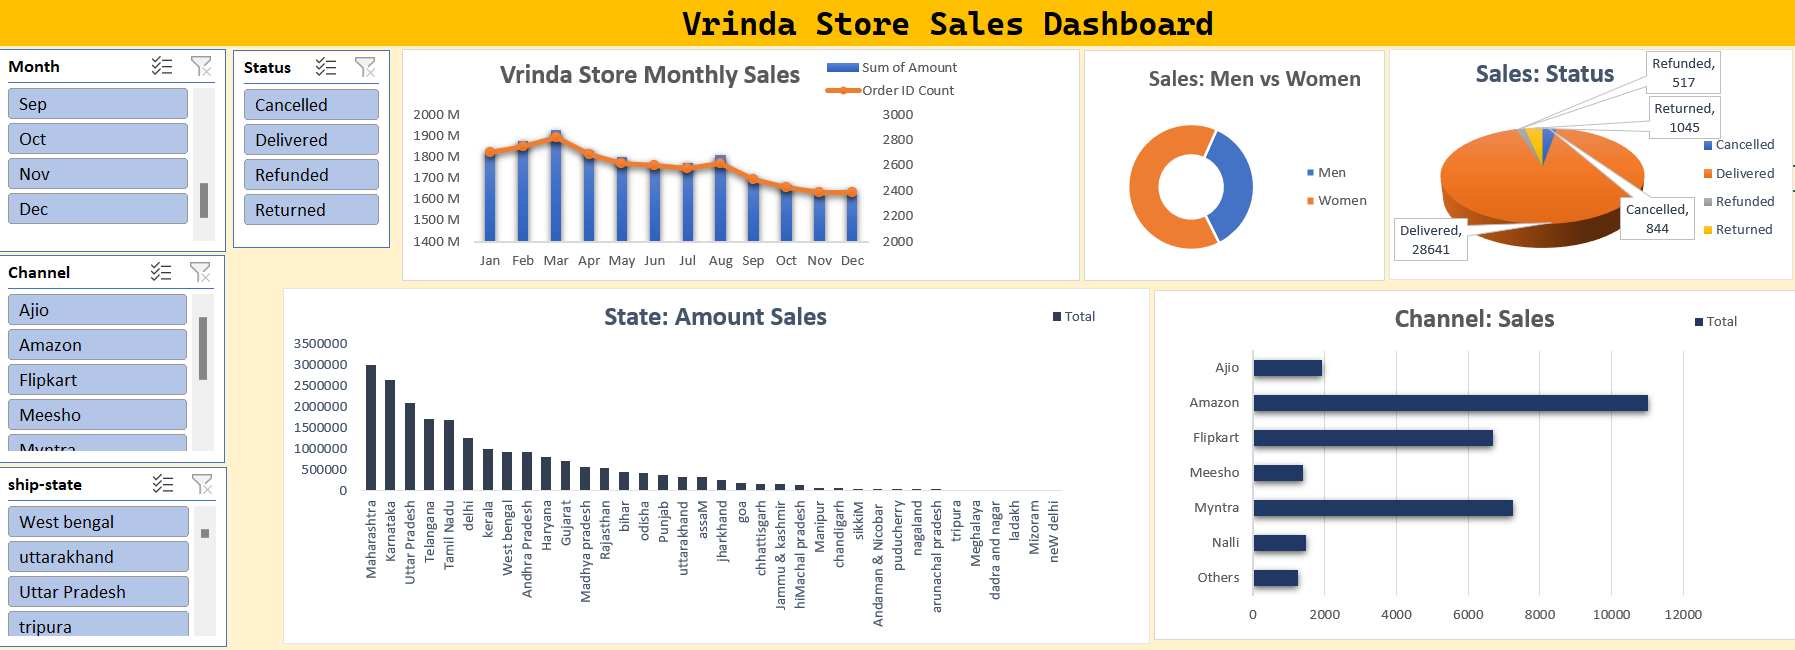 Vrinda Store Sales Dashboard
Month
Sep
Oct
Nov
Dec
Status
Cancelled
Delivered
Refunded
Returned
Channel
Ajio
Amazon
Flipkart
Meesho
Myntra
ship-state
West bengal
uttarakhand
Uttar Pradesh
tripura
Vrinda Store Monthly Sales
Sum of Amount
Order ID Count
2000 M
1900 M
1800 M
1700 M
1600 M
1500 M
1400 M
3000
2800
2600
2400
2200
2000
Jan Feb Mar Apr May Jun Jul Aug Sep Oct Nov Dec
Sales: Men vs Women
Men
Women
Sales: Status
Refunded,
517
Returned,
1045
Cancelled,
844
Delivered,
28641
Cancelled
Delivered
Refunded
Returned
State: Amount Sales
Total
3500000
3000000
2500000
2000000
1500000
1000000
500000
0
Maharashtra
Karnataka
Uttar Pradesh
Telangana
Tamil Nadu
delhi
kerala
West bengal
Andhra Pradesh
Haryana
Gujarat
Madhya pradesh
Rajasthan
bihar
odisha
Punjab
uttarakhand
assaM
jharkhand
goa
chhattisgarh
Jammu & kashmir
hiMachal pradesh
Manipur
chandigarh
sikkiM
Andaman & Nicobar
puducherry
nagaland
arunachal pradesh
tripura
Meghalaya
dadra and nagar
ladakh
Mizoram
neW delhi
Channel: Sales
Total
Ajio
Amazon
Flipkart
Meesho
Myntra
Nalli
Others
0 2000 4000 6000 8000 10000 12000